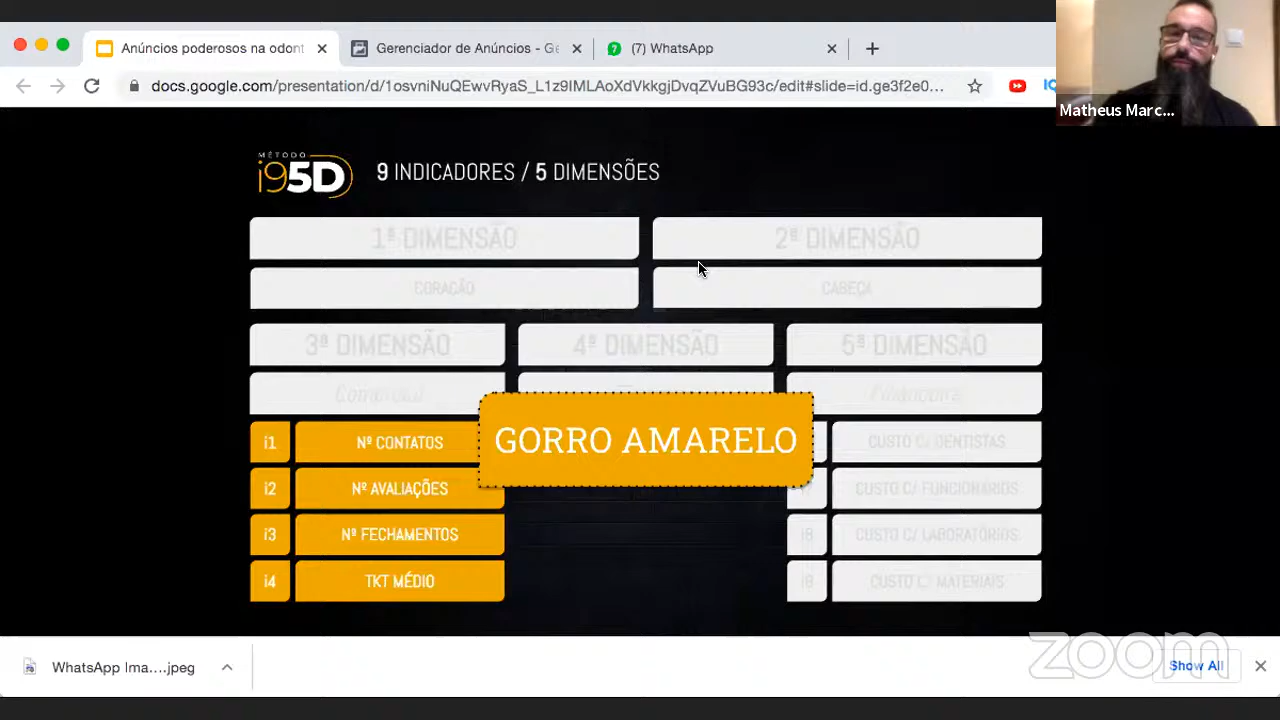 Anúncios poderosos na odont
Gerenciador de Anúncios - Ge
(7) WhatsApp
docs.google.com/presentation/d/1osvniNuQEwvRyaS_L1z9IMLAoXdVkkgjDvqZVuBG93c/edit#slide=id.ge3f2e0...
Matheus Marc...
MÉTODO
i95D
9 INDICADORES / 5 DIMENSÕES
1ª DIMENSÃO
2ª DIMENSÃO
CORAÇÃO
CABEÇA
3ª DIMENSÃO
4ª DIMENSÃO
5ª DIMENSÃO
Comercial
Financeira
GORRO AMARELO
i1
Nº CONTATOS
CUSTO C/ DENTISTAS
i2
Nº AVALIAÇÕES
CUSTO C/ FUNCIONÁRIOS
i3
Nº FECHAMENTOS
i8
CUSTO C/ LABORATÓRIOS
i4
TKT MÉDIO
CUSTO C/ MATERIAIS
WhatsApp Ima....jpeg
Show All
zoom